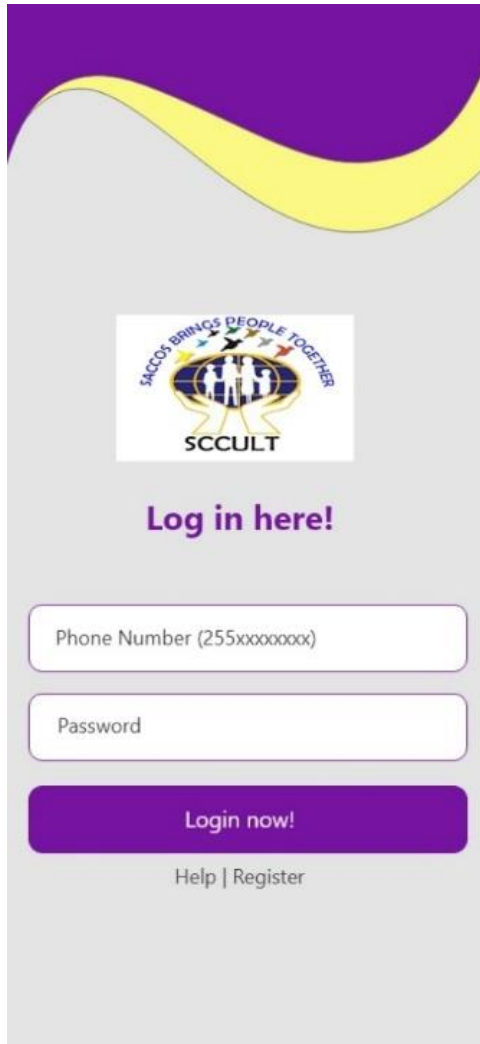 SACCOS BRINGS PEOPLE TOGETHER
SCCULT
Log in here!
Phone Number (255xxxxxxxx)
Password
Login now!
Help | Register